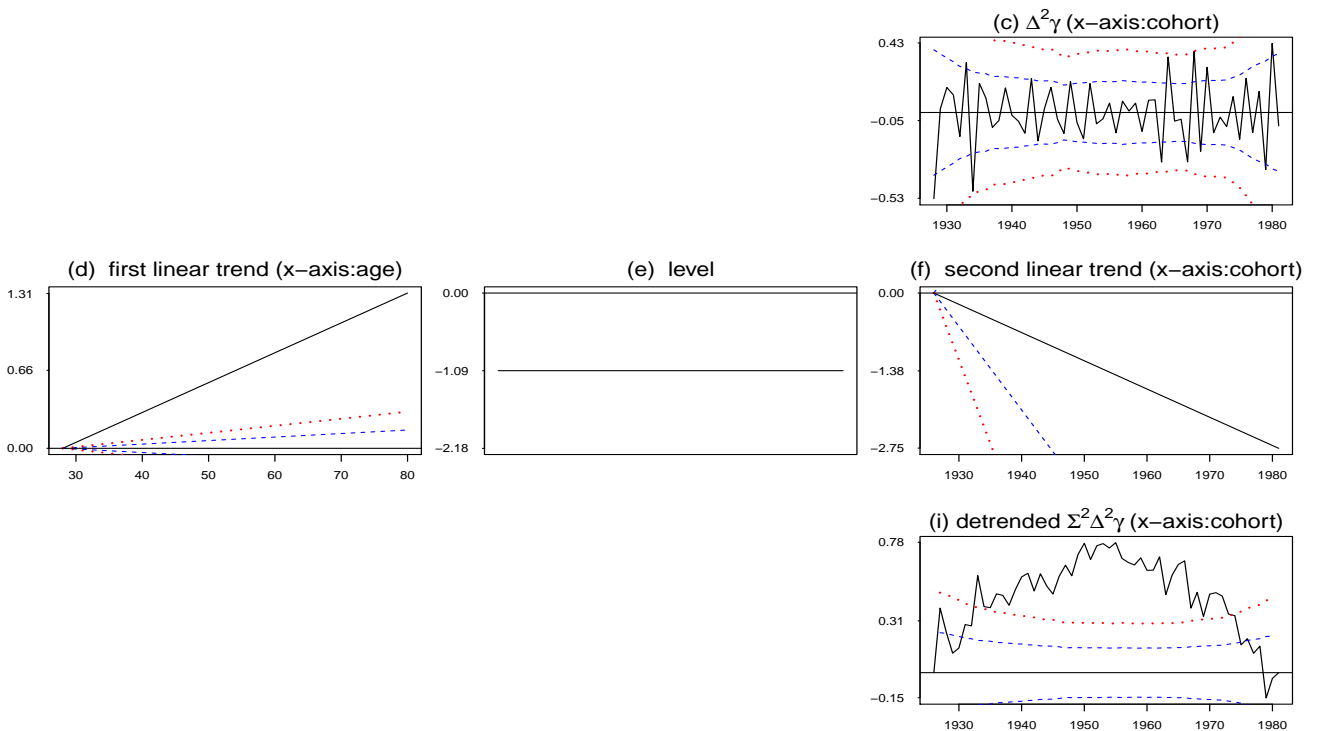 (c) Δ²γ (x−axis:cohort)
0.43
−0.05
−0.53
1930 1940 1950 1960 1970 1980
(d) first linear trend (x−axis:age)
1.31
0.66
0.00
30 40 50 60 70 80
(e) level
0.00
−1.09
−2.18
(f) second linear trend (x−axis:cohort)
0.00
−1.38
−2.75
1930 1940 1950 1960 1970 1980
(i) detrended Σ²Δ²γ (x−axis:cohort)
0.78
0.31
−0.15
1930 1940 1950 1960 1970 1980